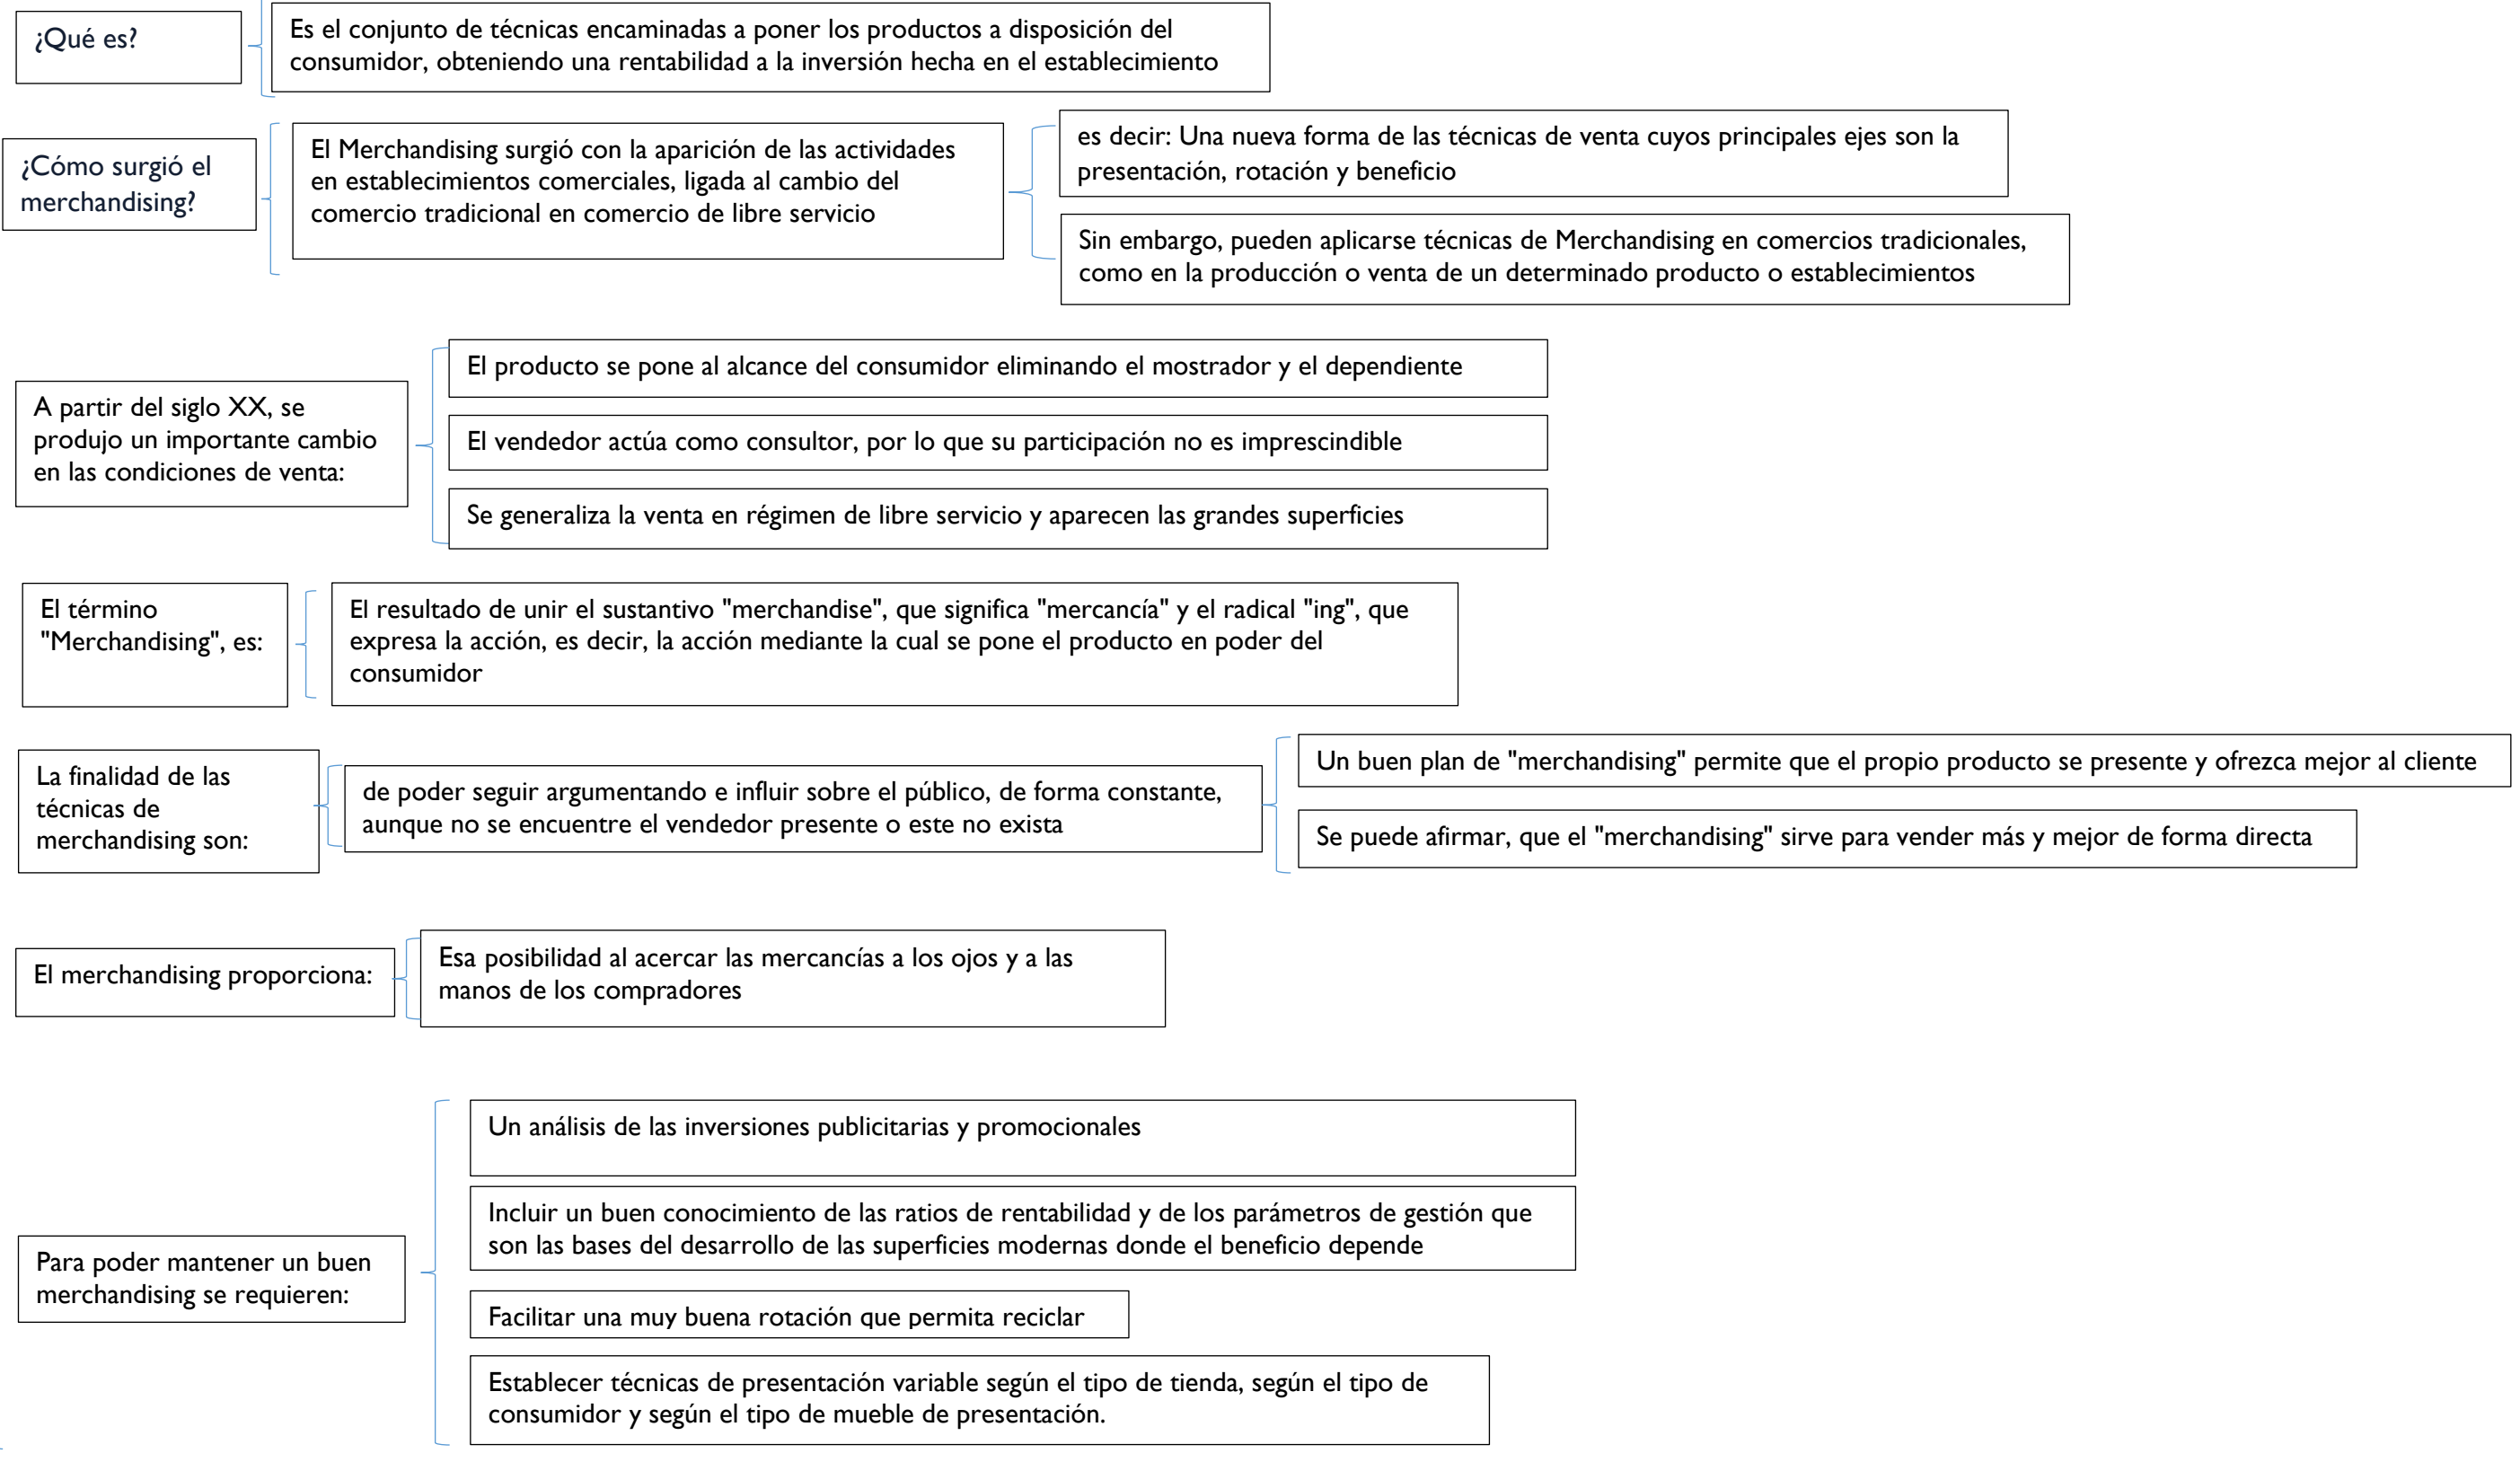 ¿Qué es?
Es el conjunto de técnicas encaminadas a poner los productos a disposición del
consumidor, obteniendo una rentabilidad a la inversión hecha en el establecimiento
¿Cómo surgió el
merchandising?
El Merchandising surgió con la aparición de las actividades
en establecimientos comerciales, ligada al cambio del
comercio tradicional en comercio de libre servicio
es decir: Una nueva forma de las técnicas de venta cuyos principales ejes son la
presentación, rotación y beneficio
Sin embargo, pueden aplicarse técnicas de Merchandising en comercios tradicionales,
como en la producción o venta de un determinado producto o establecimientos
A partir del siglo XX, se
produjo un importante cambio
en las condiciones de venta:
El producto se pone al alcance del consumidor eliminando el mostrador y el dependiente
El vendedor actúa como consultor, por lo que su participación no es imprescindible
Se generaliza la venta en régimen de libre servicio y aparecen las grandes superficies
El término
"Merchandising", es:
El resultado de unir el sustantivo "merchandise", que significa "mercancía" y el radical "ing", que
expresa la acción, es decir, la acción mediante la cual se pone el producto en poder del
consumidor
La finalidad de las
técnicas de
merchandising son:
de poder seguir argumentando e influir sobre el público, de forma constante,
aunque no se encuentre el vendedor presente o este no exista
Un buen plan de "merchandising" permite que el propio producto se presente y ofrezca mejor al cliente
Se puede afirmar, que el "merchandising" sirve para vender más y mejor de forma directa
El merchandising proporciona:
Esa posibilidad al acercar las mercancías a los ojos y a las
manos de los compradores
Para poder mantener un buen
merchandising se requieren:
Un análisis de las inversiones publicitarias y promocionales
Incluir un buen conocimiento de las ratios de rentabilidad y de los parámetros de gestión que
son las bases del desarrollo de las superficies modernas donde el beneficio depende
Facilitar una muy buena rotación que permita reciclar
Establecer técnicas de presentación variable según el tipo de tienda, según el tipo de
consumidor y según el tipo de mueble de presentación.